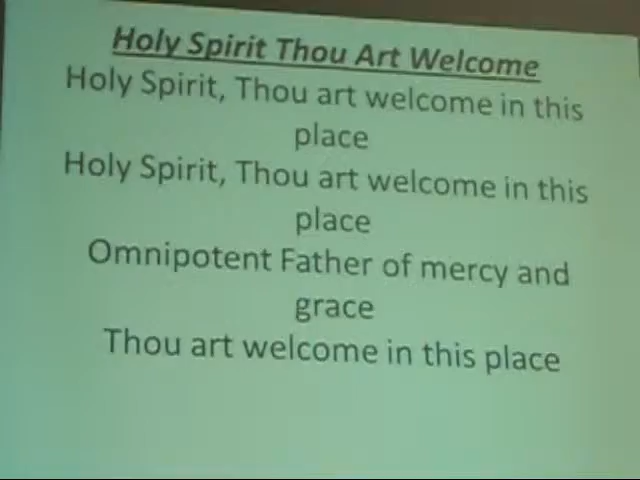 Holy Spirit Thou Art Welcome
Holy Spirit, Thou art welcome in this
place
Holy Spirit, Thou art welcome in this
place
Omnipotent Father of mercy and
grace
Thou art welcome in this place